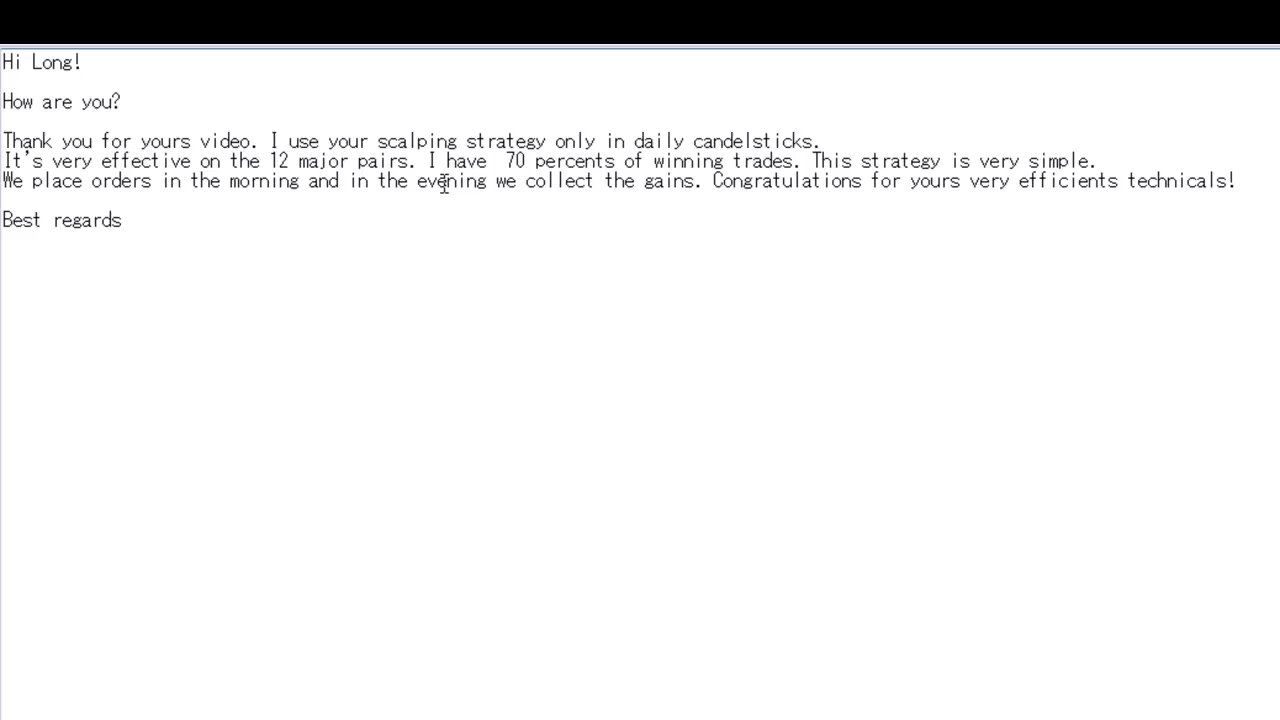 Hi Long!
How are you?
Thank you for yours video. I use your scalping strategy only in daily candelsticks.
It's very effective on the 12 major pairs. I have  70 percents of winning trades. This strategy is very simple.
We place orders in the morning and in the evening we collect the gains. Congratulations for yours very efficients technicals!
Best regards